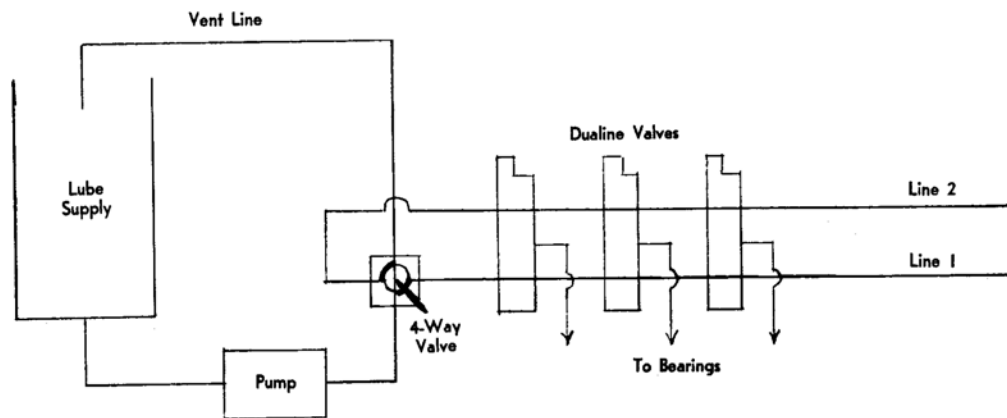 Vent Line
Dualine Valves
Lube
Supply
Line 2
Line 1
4-Way
Valve
To Bearings
Pump